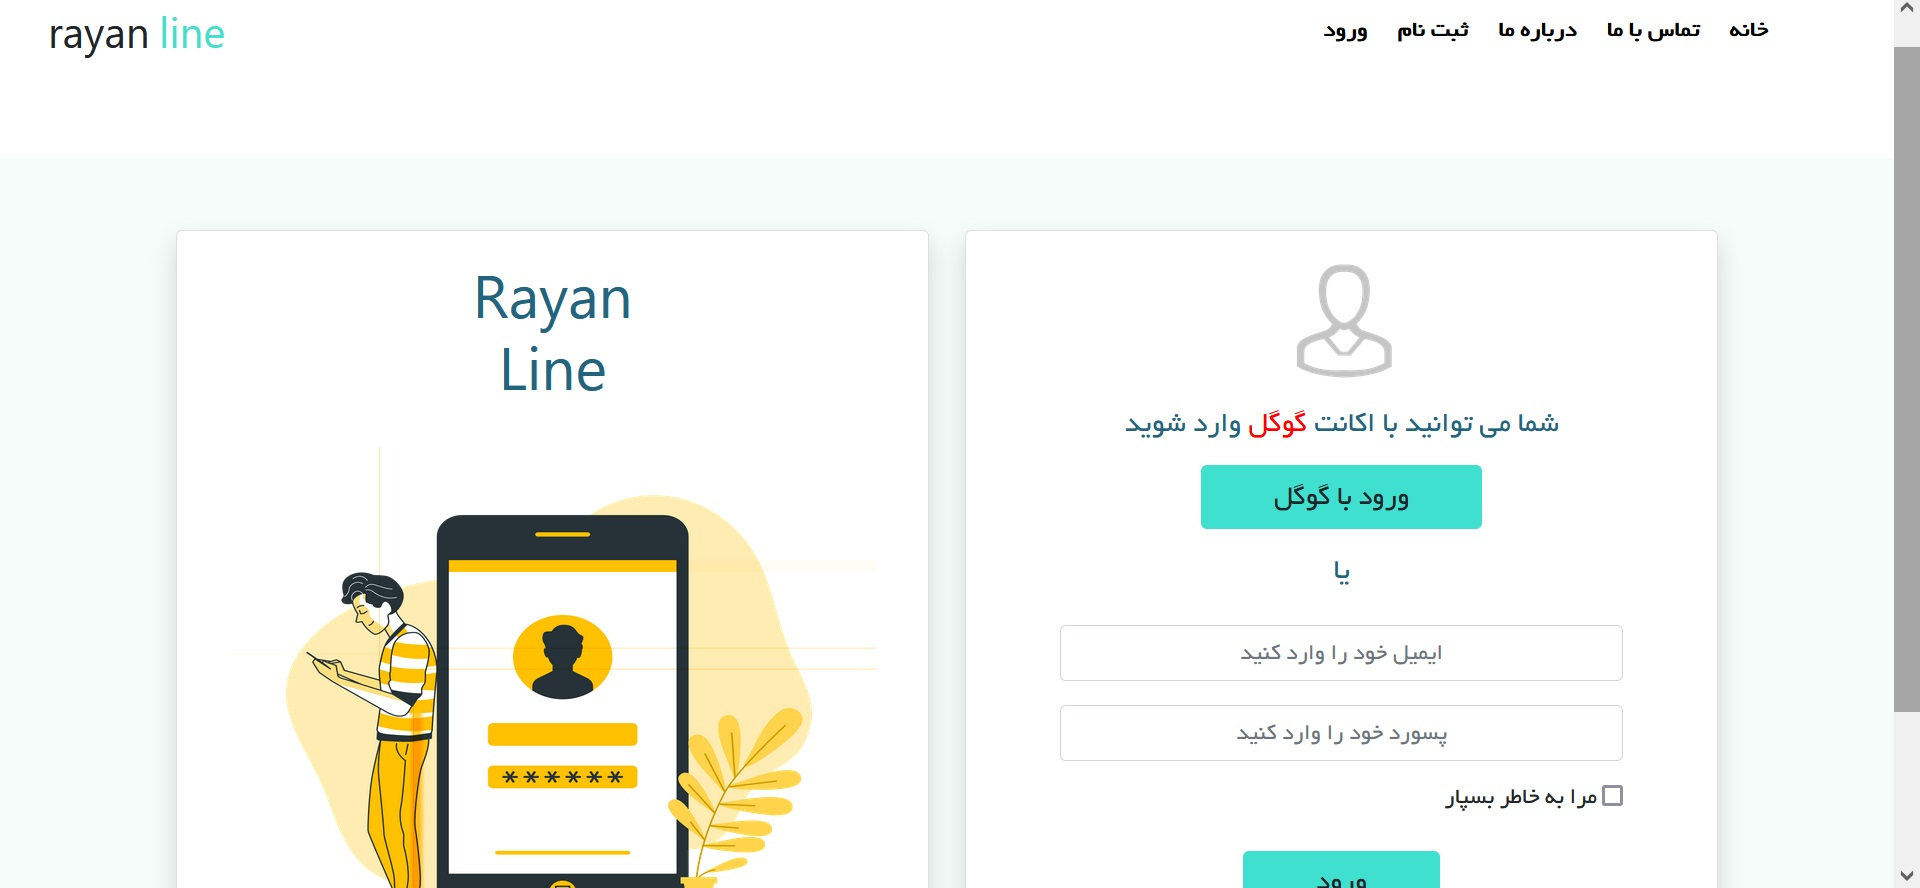 rayan line
خانه
تماس با ما
درباره ما
ثبت نام
ورود
Rayan
Line
شما می توانید با اکانت گوگل وارد شوید
ورود با گوگل
یا
ایمیل خود را وارد کنید
پسورد خود را وارد کنید
مرا به خاطر بسپار
ورود
******